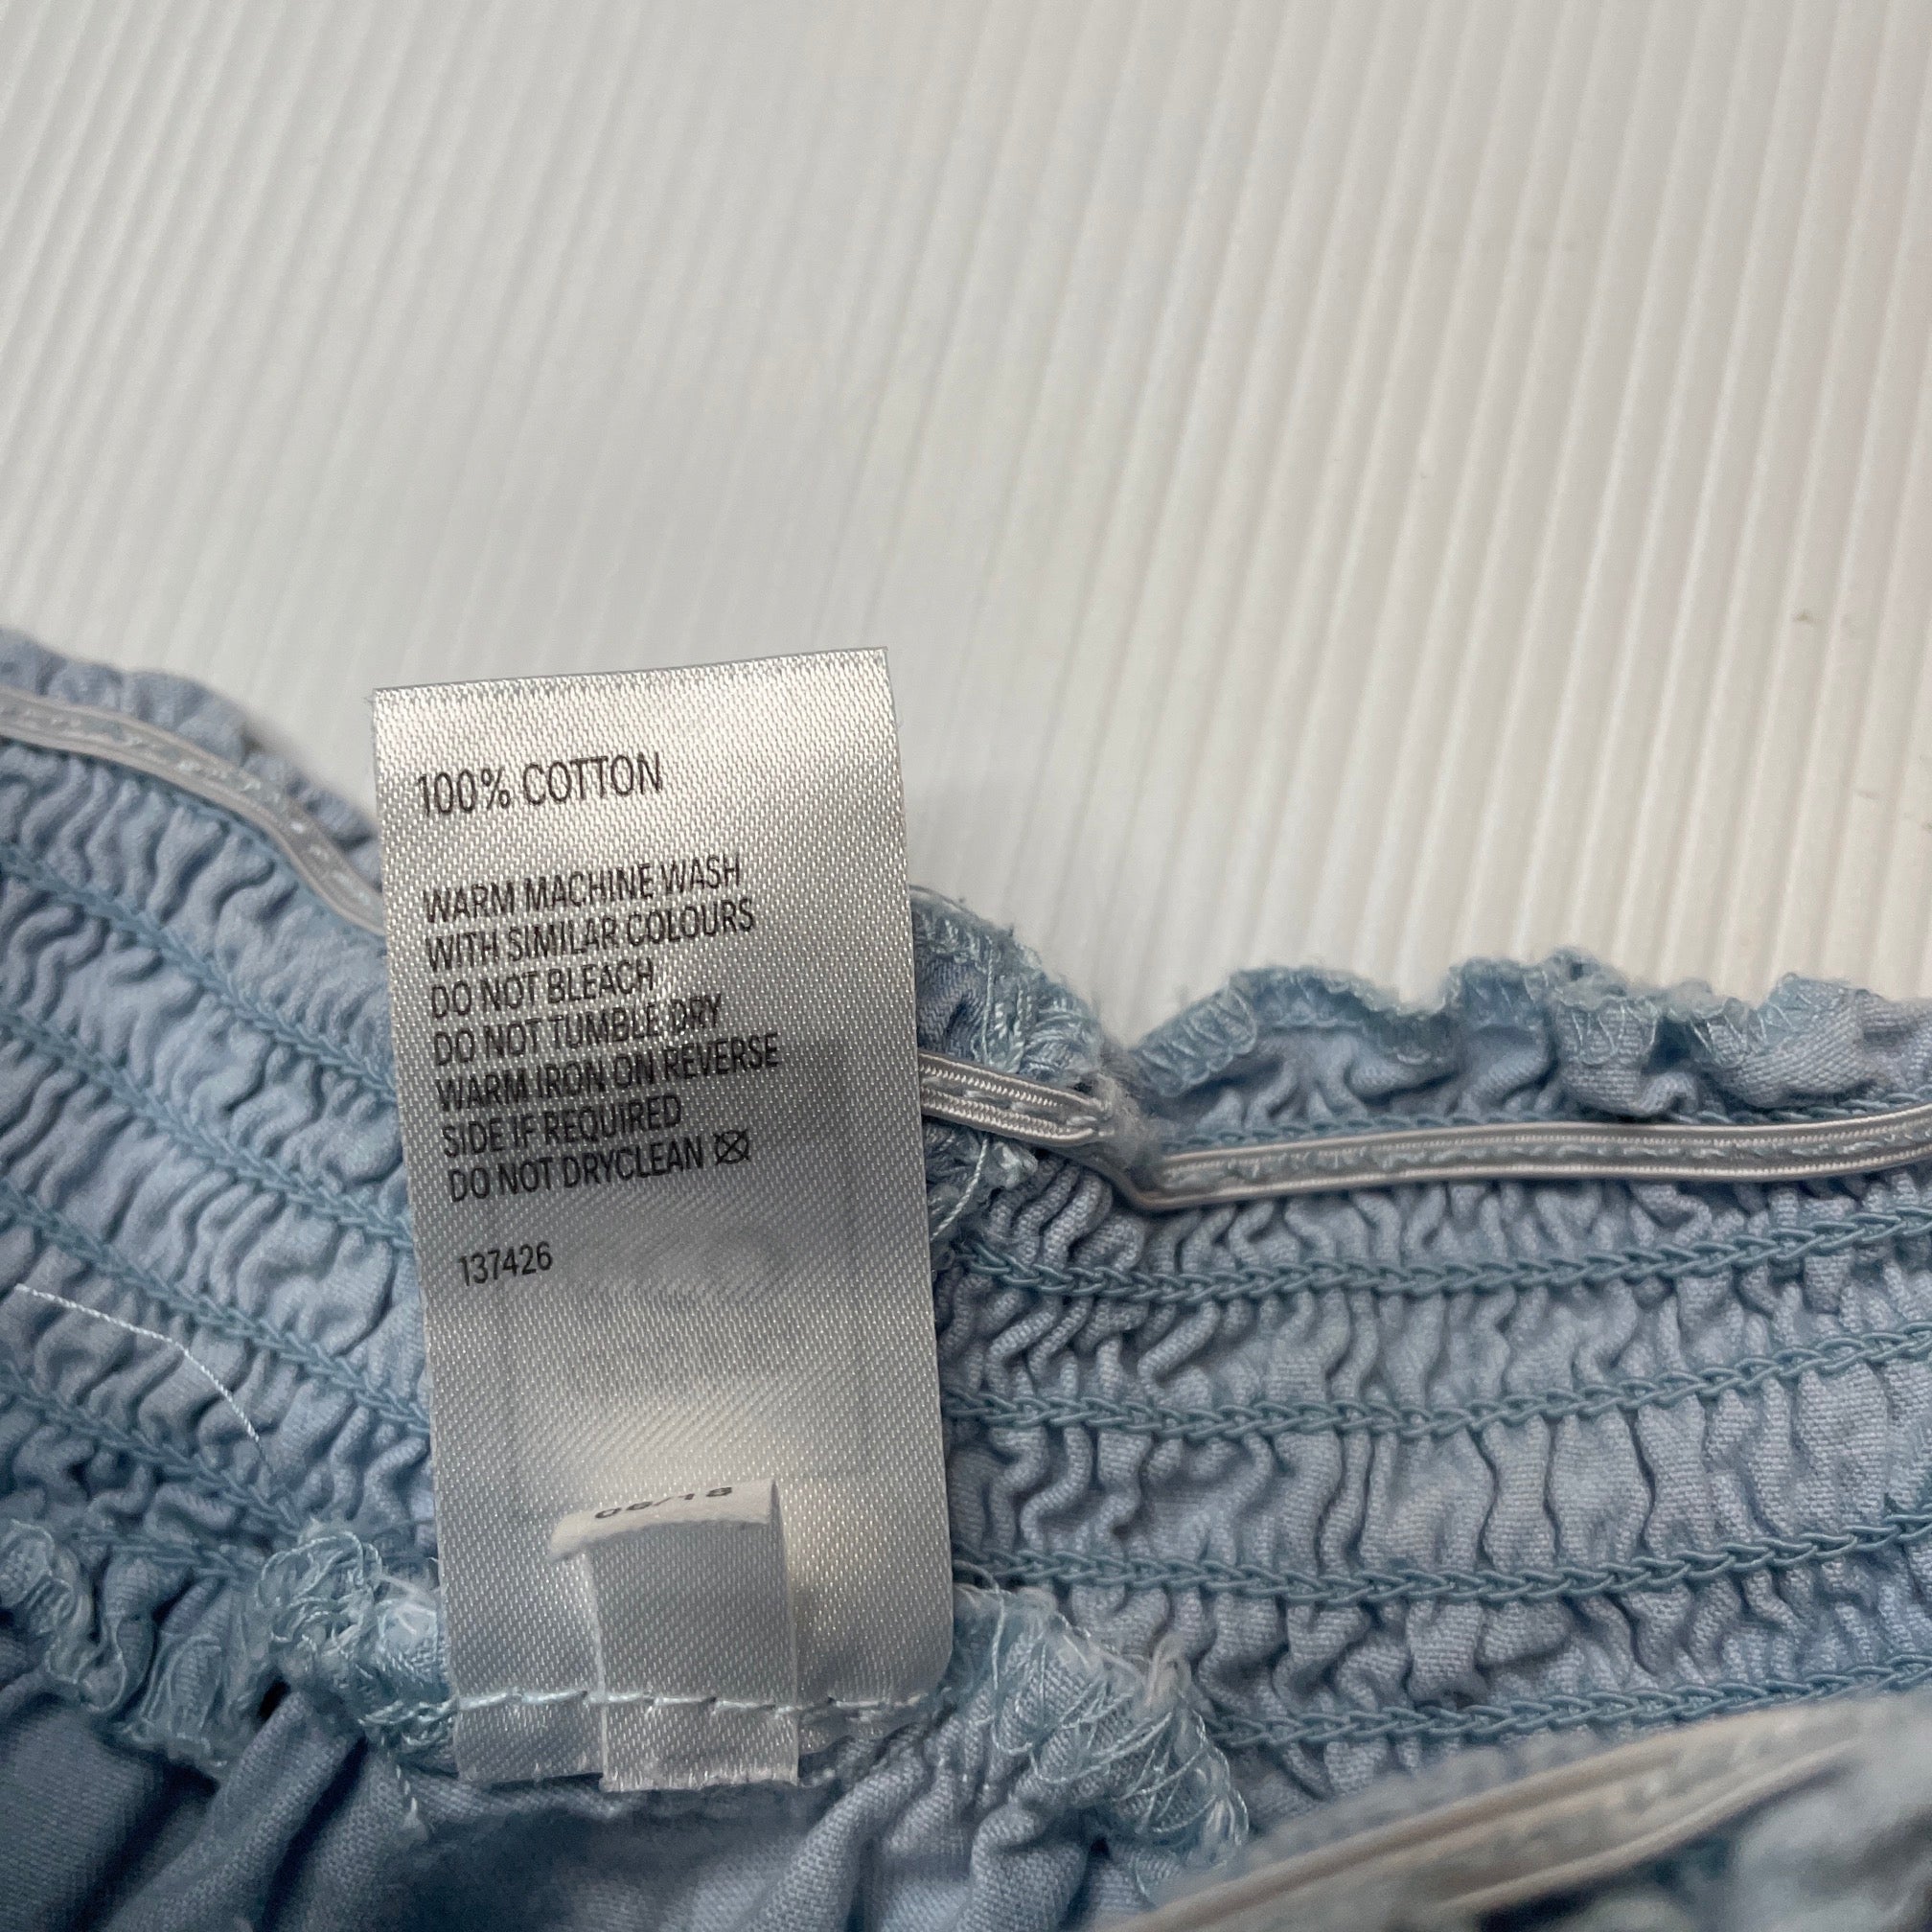 100% COTTON
WARM MACHINE WASH
WITH SIMILAR COLOURS
DO NOT BLEACH
DO NOT TUMBLE DRY
WARM IRON ON REVERSE
SIDE IF REQUIRED
DO NOT DRYCLEAN
137426